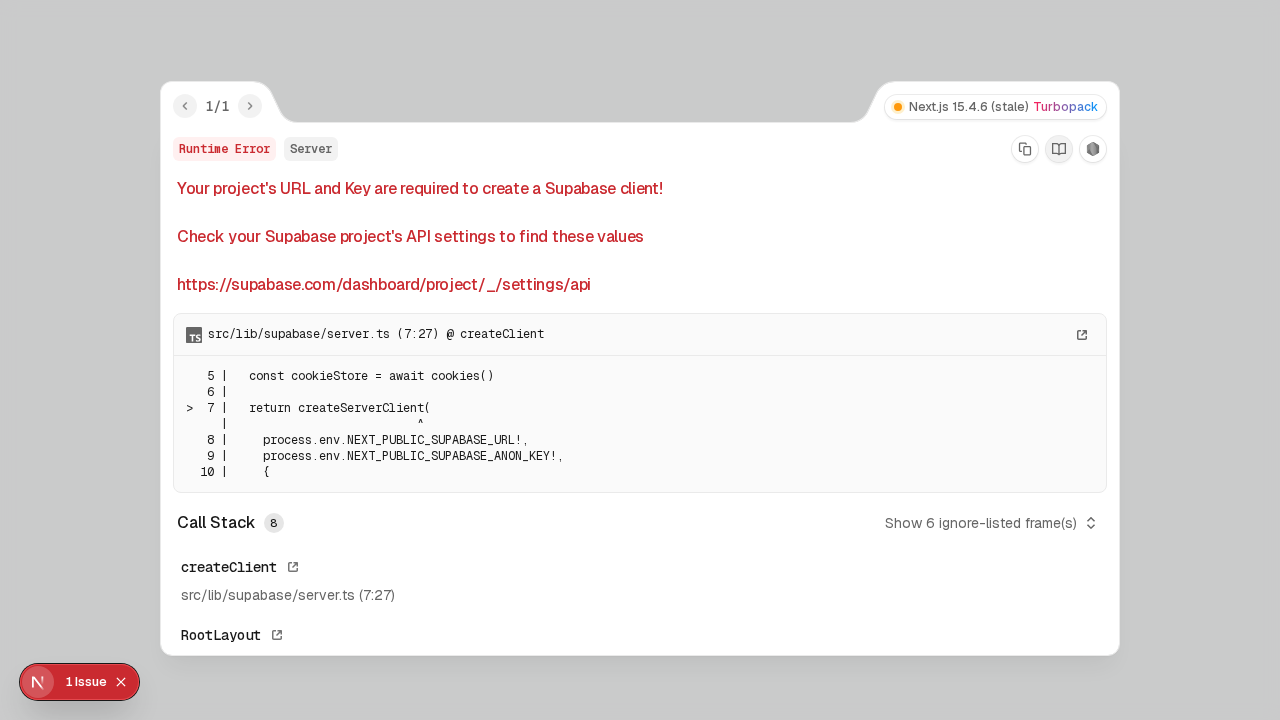 1/1
Next.js 15.4.6 (stale) Turbopack
Runtime Error Server
Your project's URL and Key are required to create a Supabase client!
Check your Supabase project's API settings to find these values
https://supabase.com/dashboard/project/_/settings/api
TS src/lib/supabase/server.ts (7:27) @ createClient
5 |   const cookieStore = await cookies()
6 |
> 7 |   return createServerClient(
|                           ^
8 |     process.env.NEXT_PUBLIC_SUPABASE_URL!,
9 |     process.env.NEXT_PUBLIC_SUPABASE_ANON_KEY!,
10 |     {
Call Stack 8
Show 6 ignore-listed frame(s)
createClient
src/lib/supabase/server.ts (7:27)
RootLayout
N 1 Issue